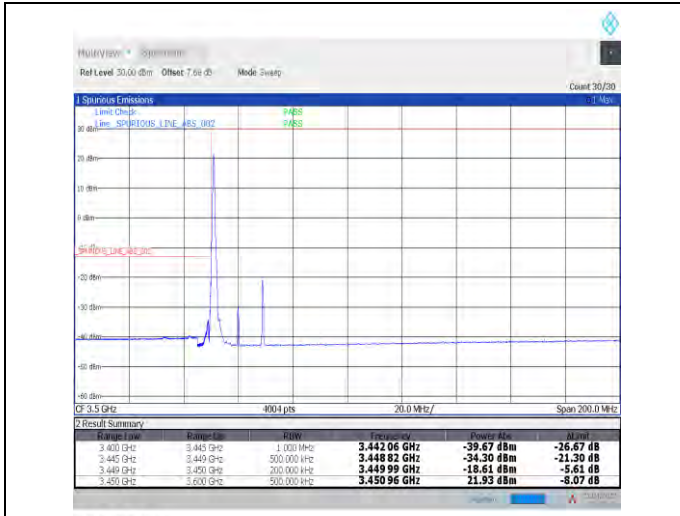 MultiView Spectrum
Ref Level 30.00 dBm Offset 7.68 dB Mode Sweep
Count 30/30
1 Spurious Emissions
Limit Check PASS
Line _SPURIOUS_LINE_ABS_002 PASS
30 dBm
20 dBm
10 dBm
0 dBm
-20 dBm
-30 dBm
-40 dBm
-50 dBm
-60 dBm
CF 3.5 GHz 4004 pts 20.0 MHz/ Span 200.0 MHz
2 Result Summary
Range Low Range Up RBW Frequency Power Abs ΔLimit
3.400 GHz 3.445 GHz 1.000 MHz 3.442 06 GHz -39.67 dBm -26.67 dB
3.445 GHz 3.449 GHz 500.000 kHz 3.448 82 GHz -34.30 dBm -21.30 dB
3.449 GHz 3.450 GHz 200.000 kHz 3.449 99 GHz -18.61 dBm -5.61 dB
3.450 GHz 3.600 GHz 500.000 kHz 3.450 96 GHz 21.93 dBm -8.07 dB